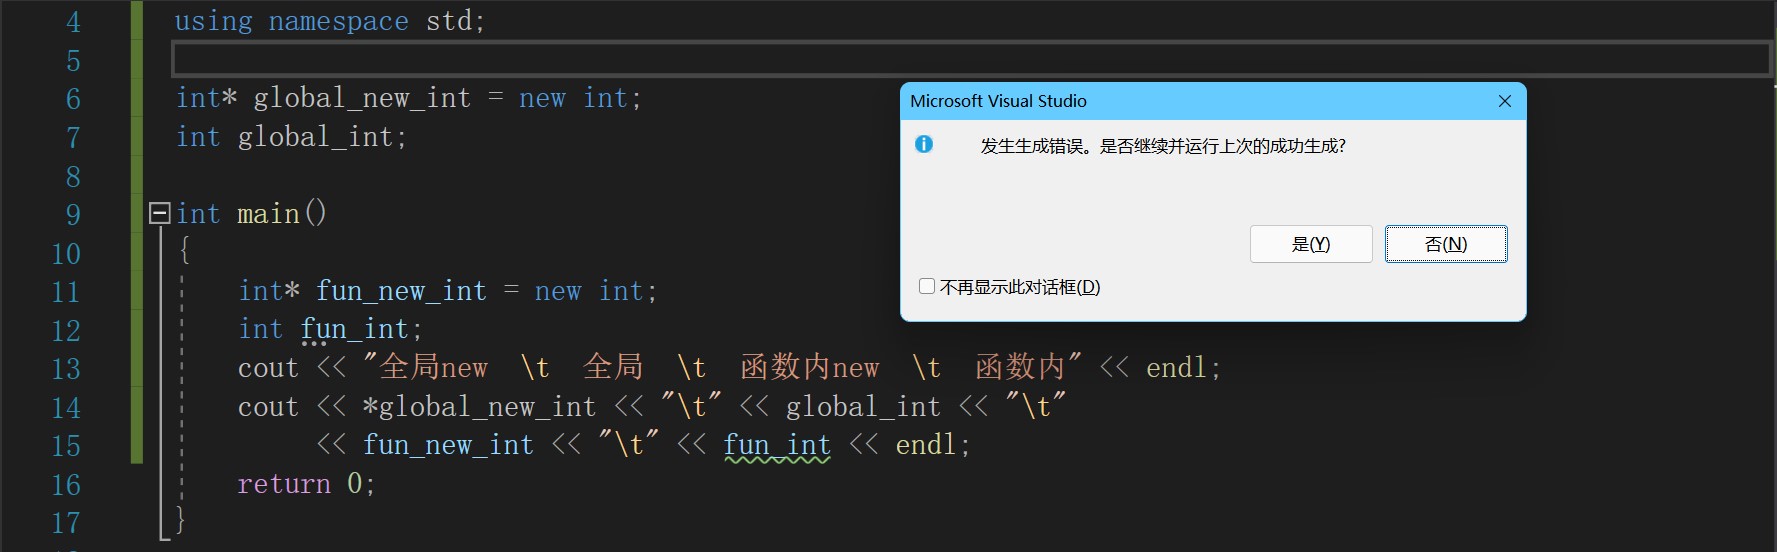 4 using namespace std;
5
6 int* global_new_int = new int;
7 int global_int;
8
9 int main()
10 {
11 int* fun_new_int = new int;
12 int fun_int;
13 cout << "全局new \t 全局 \t 函数内new \t 函数内" << endl;
14 cout << *global_new_int << "\t" << global_int << "\t"
15 << fun_new_int << "\t" << fun_int << endl;
16 return 0;
17 }
Microsoft Visual Studio
发生生成错误。是否继续并运行上次的成功生成?
是(Y) 否(N)
不再显示此对话框(D)